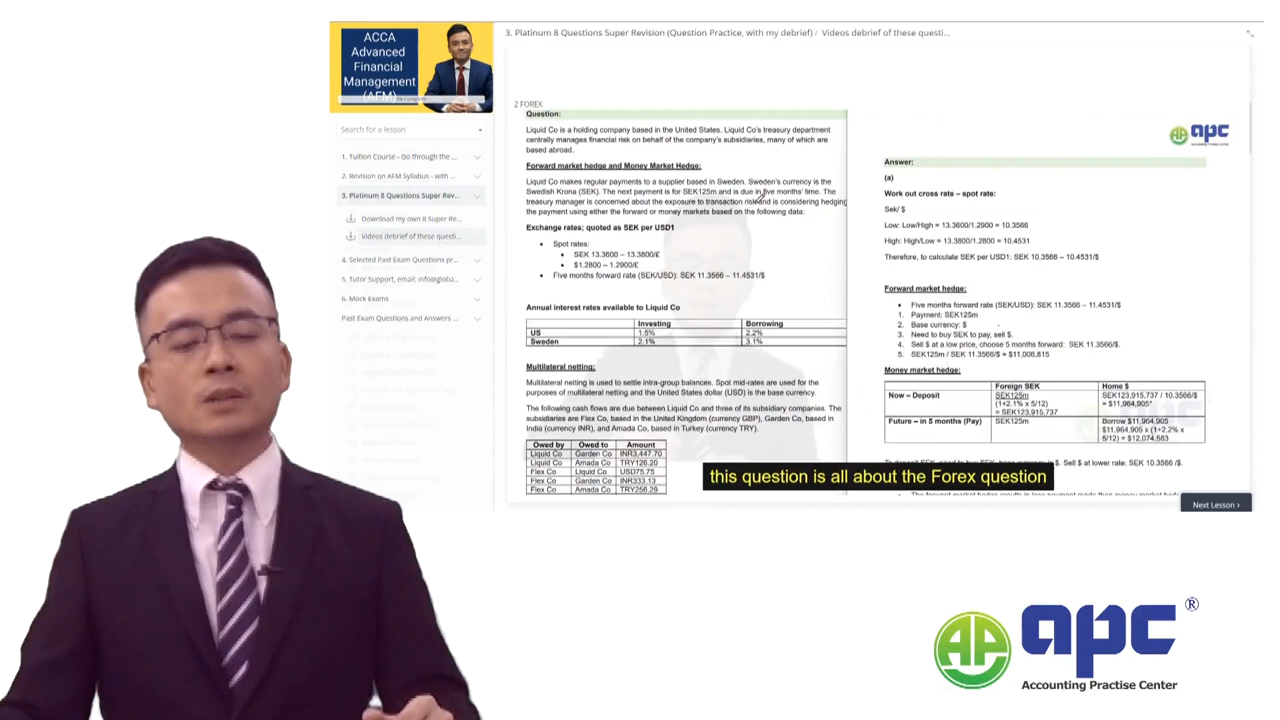 ACCA
Advanced
Financial
Management
(AFM)
Search for a lesson
1. Tuition Course - Go through the ...
2. Revision on AFM Syllabus - with ...
3. Platinum 8 Questions Super Rev...
Download my own 8 Super Re...
Videos debrief of these questi...
4. Selected Past Exam Questions pr...
5. Tutor Support, email: info@globa...
6. Mock Exams
Past Exam Questions and Answers ...
3. Platinum 8 Questions Super Revision (Question Practice, with my debrief) / Videos debrief of these questi...
2 FOREX
Question:
Liquid Co is a holding company based in the United States. Liquid Co's treasury department
centrally manages financial risk on behalf of the company's subsidiaries, many of which are
based abroad.
Forward market hedge and Money Market Hedge:
Liquid Co makes regular payments to a supplier based in Sweden. Sweden's currency is the
Swedish Krona (SEK). The next payment is for SEK125m and is due in five months' time. The
treasury manager is concerned about the exposure to transaction risk and is considering hedging
the payment using either the forward or money markets based on the following data:
Exchange rates; quoted as SEK per USD1
• Spot rates:
• SEK 13.3600 – 13.3800/£
• $1.2800 – 1.2900/£
• Five months forward rate (SEK/USD): SEK 11.3566 – 11.4531/$
Annual interest rates available to Liquid Co
Investing Borrowing
US 1.5% 2.2%
Sweden 2.1% 3.1%
Multilateral netting:
Multilateral netting is used to settle intra-group balances. Spot mid-rates are used for the
purposes of multilateral netting and the United States dollar (USD) is the base currency.
The following cash flows are due between Liquid Co and three of its subsidiary companies. The
subsidiaries are Flex Co, based in the United Kingdom (currency GBP), Garden Co, based in
India (currency INR), and Amada Co, based in Turkey (currency TRY).
Owed by Owed to Amount
Liquid Co Garden Co INR3,447.70
Liquid Co Amada Co TRY126.20
Flex Co Liquid Co USD75.75
Flex Co Garden Co INR333.13
Flex Co Amada Co TRY256.29
apc
Accounting Practise Center
Answer:
(a)
Work out cross rate – spot rate:
Sek/ $
Low: Low/High = 13.3600/1.2900 = 10.3566
High: High/Low = 13.3800/1.2800 = 10.4531
Therefore, to calculate SEK per USD1: SEK 10.3566 – 10.4531/$
Forward market hedge:
• Five months forward rate (SEK/USD): SEK 11.3566 – 11.4531/$
1. Payment: SEK125m
2. Base currency: $
3. Need to buy SEK to pay, sell $.
4. Sell $ at a low price, choose 5 months forward: SEK 11.3566/$.
5. SEK125m / SEK 11.3566/$ = $11,006,815
Money market hedge:
Foreign SEK Home $
Now – Deposit SEK125m SEK123,915,737 / 10.3566/$
(1+2.1% x 5/12) = $11,964,905*
= SEK123,915,737
Future – in 5 months (Pay) SEK125m Borrow $11,964,905
$11,964,905 x (1+2.2% x
5/12) = $12,074,583
$. Sell $ at lower rate: SEK 10.3566 /$.
this question is all about the Forex question
Next Lesson ›
apc ®
Accounting Practise Center